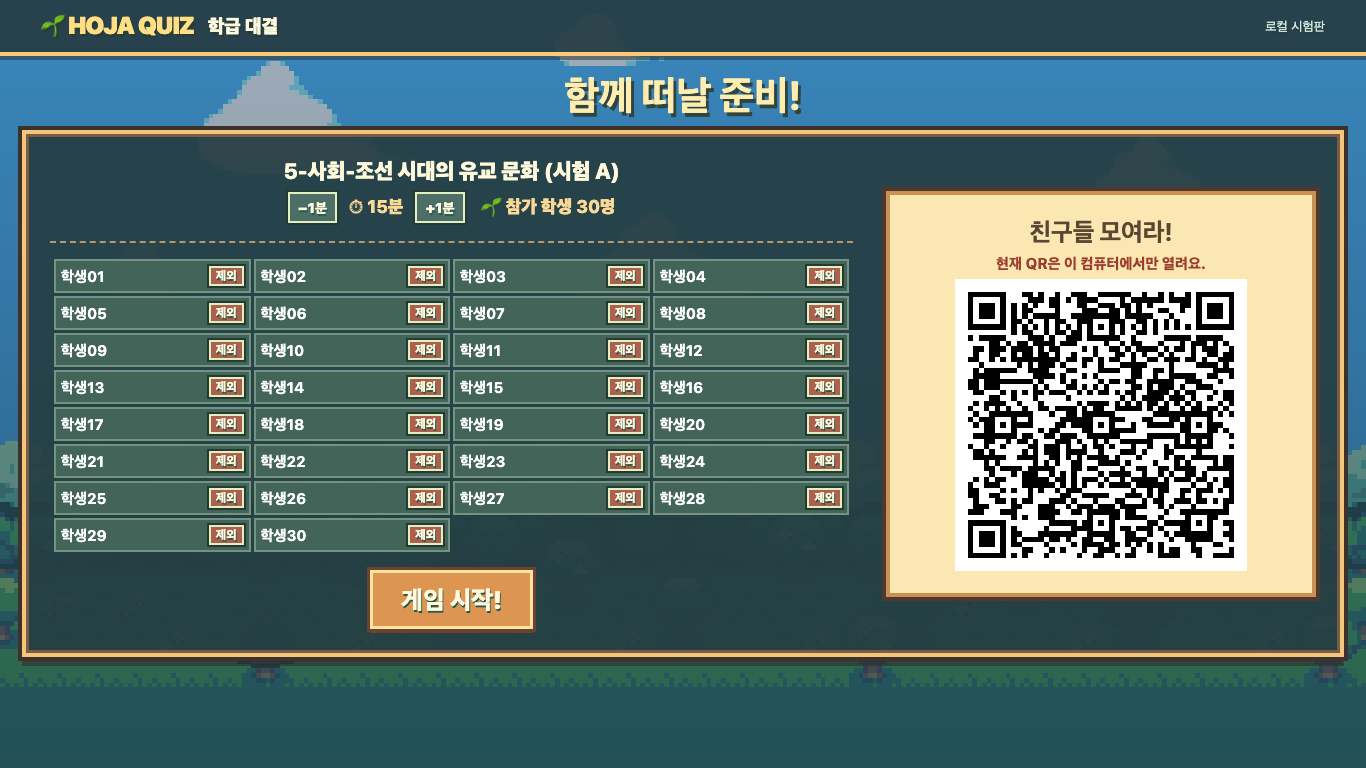 HOJA QUIZ 학급 대결
로컬 시험판
함께 떠날 준비!
5-사회-조선 시대의 유교 문화 (시험 A)
−1분 ⏱ 15분 +1분 🌱 참가 학생 30명
학생01 제외 학생02 제외 학생03 제외 학생04 제외
학생05 제외 학생06 제외 학생07 제외 학생08 제외
학생09 제외 학생10 제외 학생11 제외 학생12 제외
학생13 제외 학생14 제외 학생15 제외 학생16 제외
학생17 제외 학생18 제외 학생19 제외 학생20 제외
학생21 제외 학생22 제외 학생23 제외 학생24 제외
학생25 제외 학생26 제외 학생27 제외 학생28 제외
학생29 제외 학생30 제외
게임 시작!
친구들 모여라!
현재 QR은 이 컴퓨터에서만 열려요.